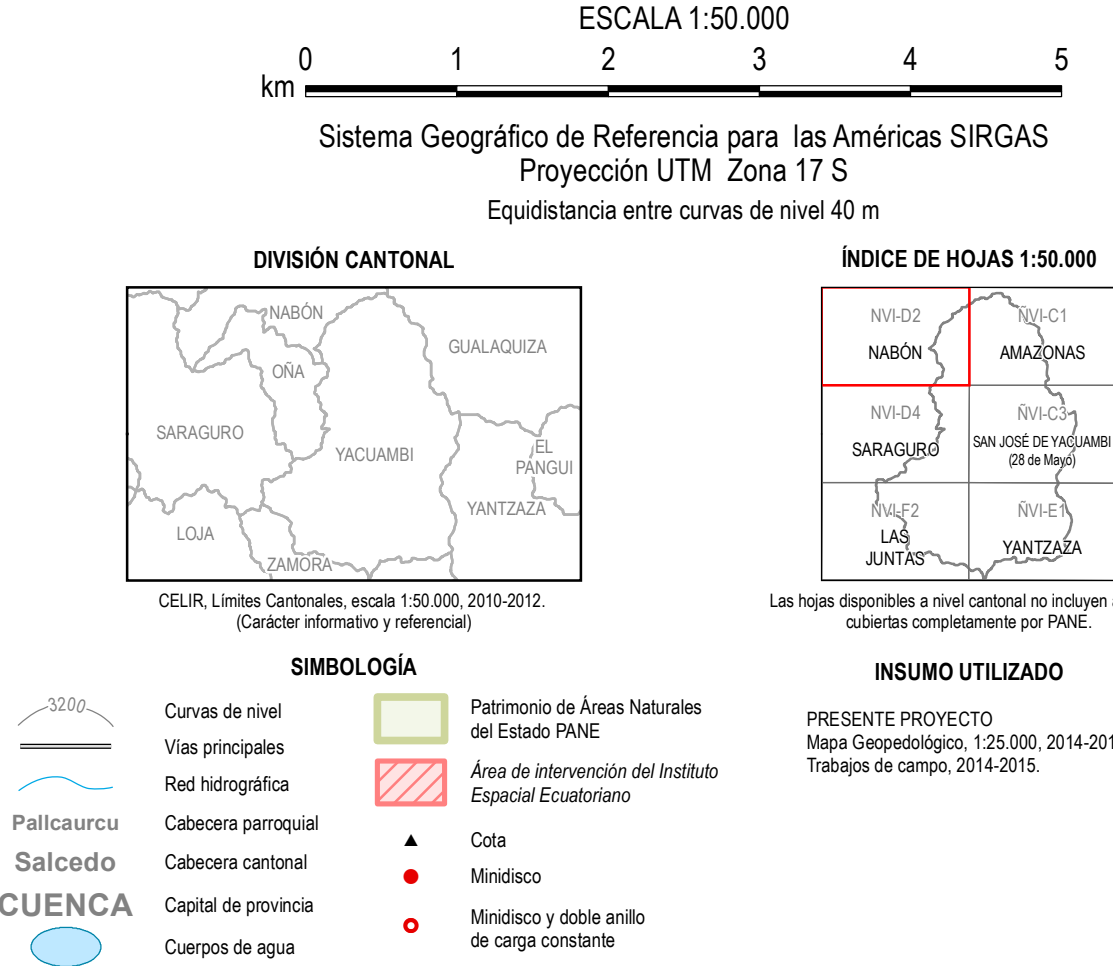 ESCALA 1:50.000
0 1 2 3 4 5
km
Sistema Geográfico de Referencia para las Américas SIRGAS
Proyección UTM Zona 17 S
Equidistancia entre curvas de nivel 40 m
DIVISIÓN CANTONAL
NABÓN
GUALAQUIZA
OÑA
SARAGURO
YACUAMBI
EL
PANGUI
YANTZAZA
LOJA
ZAMORA
CELIR, Límites Cantonales, escala 1:50.000, 2010-2012.
(Carácter informativo y referencial)
ÍNDICE DE HOJAS 1:50.000
NVI-D2
NABÓN
ÑVI-C1
AMAZONAS
NVI-D4
SARAGURO
ÑVI-C3
SAN JOSÉ DE YACUAMBI
(28 de Mayo)
NVI-F2
LAS
JUNTAS
ÑVI-E1
YANTZAZA
Las hojas disponibles a nivel cantonal no incluyen
cubiertas completamente por PANE.
SIMBOLOGÍA
3200
Curvas de nivel
Vías principales
Red hidrográfica
Pallcaurcu
Cabecera parroquial
Salcedo
Cabecera cantonal
CUENCA
Capital de provincia
Cuerpos de agua
Patrimonio de Áreas Naturales
del Estado PANE
Área de intervención del Instituto
Espacial Ecuatoriano
Cota
Minidisco
Minidisco y doble anillo
de carga constante
INSUMO UTILIZADO
PRESENTE PROYECTO
Mapa Geopedológico, 1:25.000, 2014-201
Trabajos de campo, 2014-2015.